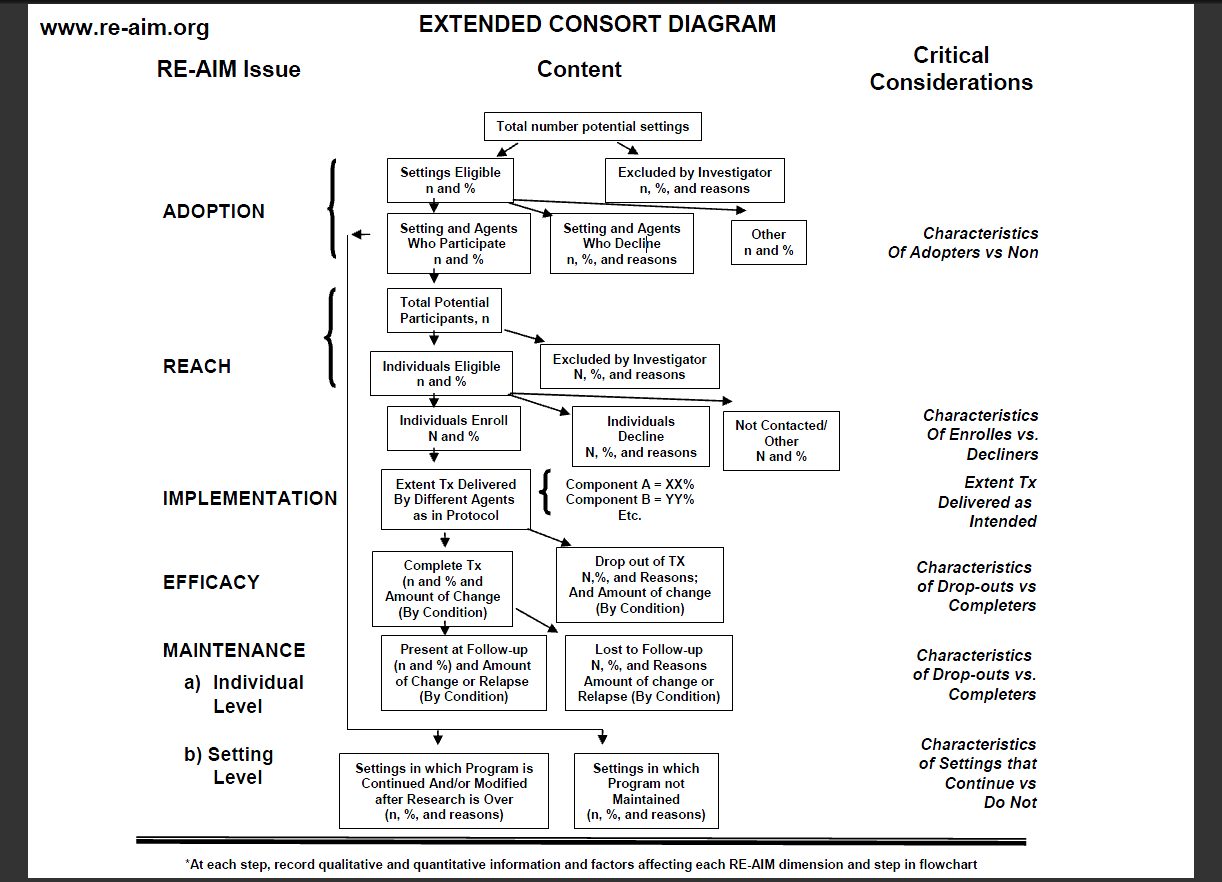 www.re-aim.org
EXTENDED CONSORT DIAGRAM
RE-AIM Issue
Content
Critical
Considerations
Total number potential settings
ADOPTION
Settings Eligible
n and %
Excluded by Investigator
n, %, and reasons
Setting and Agents
Who Participate
n and %
Setting and Agents
Who Decline
n, %, and reasons
Other
n and %
Characteristics
Of Adopters vs Non
REACH
Total Potential
Participants, n
Individuals Eligible
n and %
Excluded by Investigator
N, %, and reasons
Individuals Enroll
N and %
Individuals
Decline
N, %, and reasons
Not Contacted/
Other
N and %
Characteristics
Of Enrolles vs.
Decliners
IMPLEMENTATION
Extent Tx Delivered
By Different Agents
as in Protocol
Component A = XX%
Component B = YY%
Etc.
Extent Tx
Delivered as
Intended
EFFICACY
Complete Tx
(n and % and
Amount of Change
(By Condition)
Drop out of TX
N,%, and Reasons;
And Amount of change
(By Condition)
Characteristics
of Drop-outs vs
Completers
MAINTENANCE
a) Individual
Level
Present at Follow-up
(n and %) and Amount
of Change or Relapse
(By Condition)
Lost to Follow-up
N, %, and Reasons
Amount of change or
Relapse (By Condition)
Characteristics
of Drop-outs vs.
Completers
b) Setting
Level
Settings in which Program is
Continued And/or Modified
after Research is Over
(n, %, and reasons)
Settings in which
Program not
Maintained
(n, %, and reasons)
Characteristics
of Settings that
Continue vs
Do Not
*At each step, record qualitative and quantitative information and factors affecting each RE-AIM dimension and step in flowchart